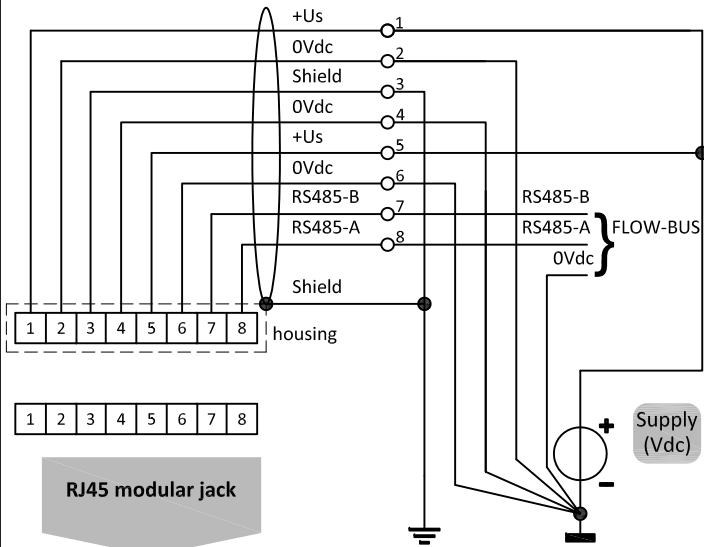 +Us 1
0Vdc 2
Shield 3
0Vdc 4
+Us 5
0Vdc 6
RS485-B 7 RS485-B
RS485-A 8 RS485-A FLOW-BUS
0Vdc
Shield
1 2 3 4 5 6 7 8 housing
1 2 3 4 5 6 7 8
+ Supply
(Vdc)
–
RJ45 modular jack